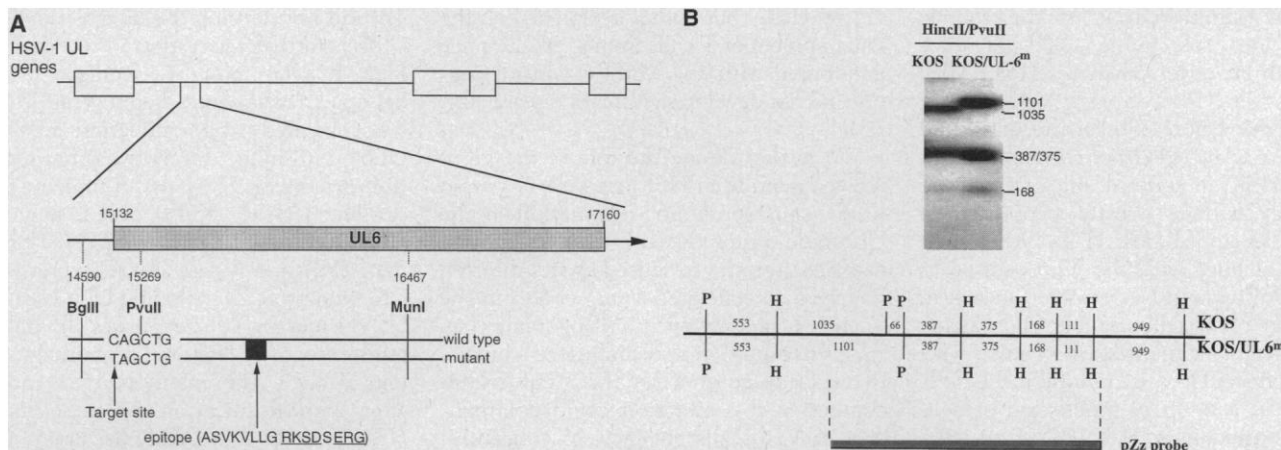 A
HSV-1 UL
genes
15132
17160
UL6
14590
15269
16467
BglII
PvuII
MunI
CAGCTG
wild type
TAGCTG
mutant
Target site
epitope (ASVKVLLG RKSDSERG)
B
HincII/PvuII
KOS KOS/UL-6m
1101
1035
387/375
168
P H P P H H H H H
553 1035 66 387 375 168 111 949 KOS
553 1101 387 375 168 111 949 KOS/UL6m
P H P H H H H H
pZz probe